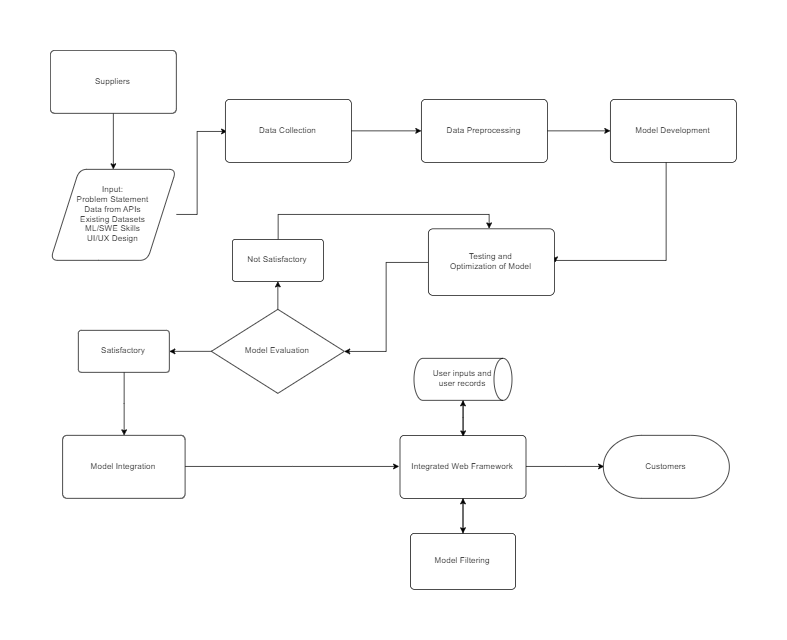 Suppliers
Data Collection
Data Preprocessing
Model Development
Input:
Problem Statement
Data from APIs
Existing Datasets
ML/SWE Skills
UI/UX Design
Not Satisfactory
Testing and
Optimization of Model
Satisfactory
Model Evaluation
User inputs and
user records
Model Integration
Integrated Web Framework
Customers
Model Filtering